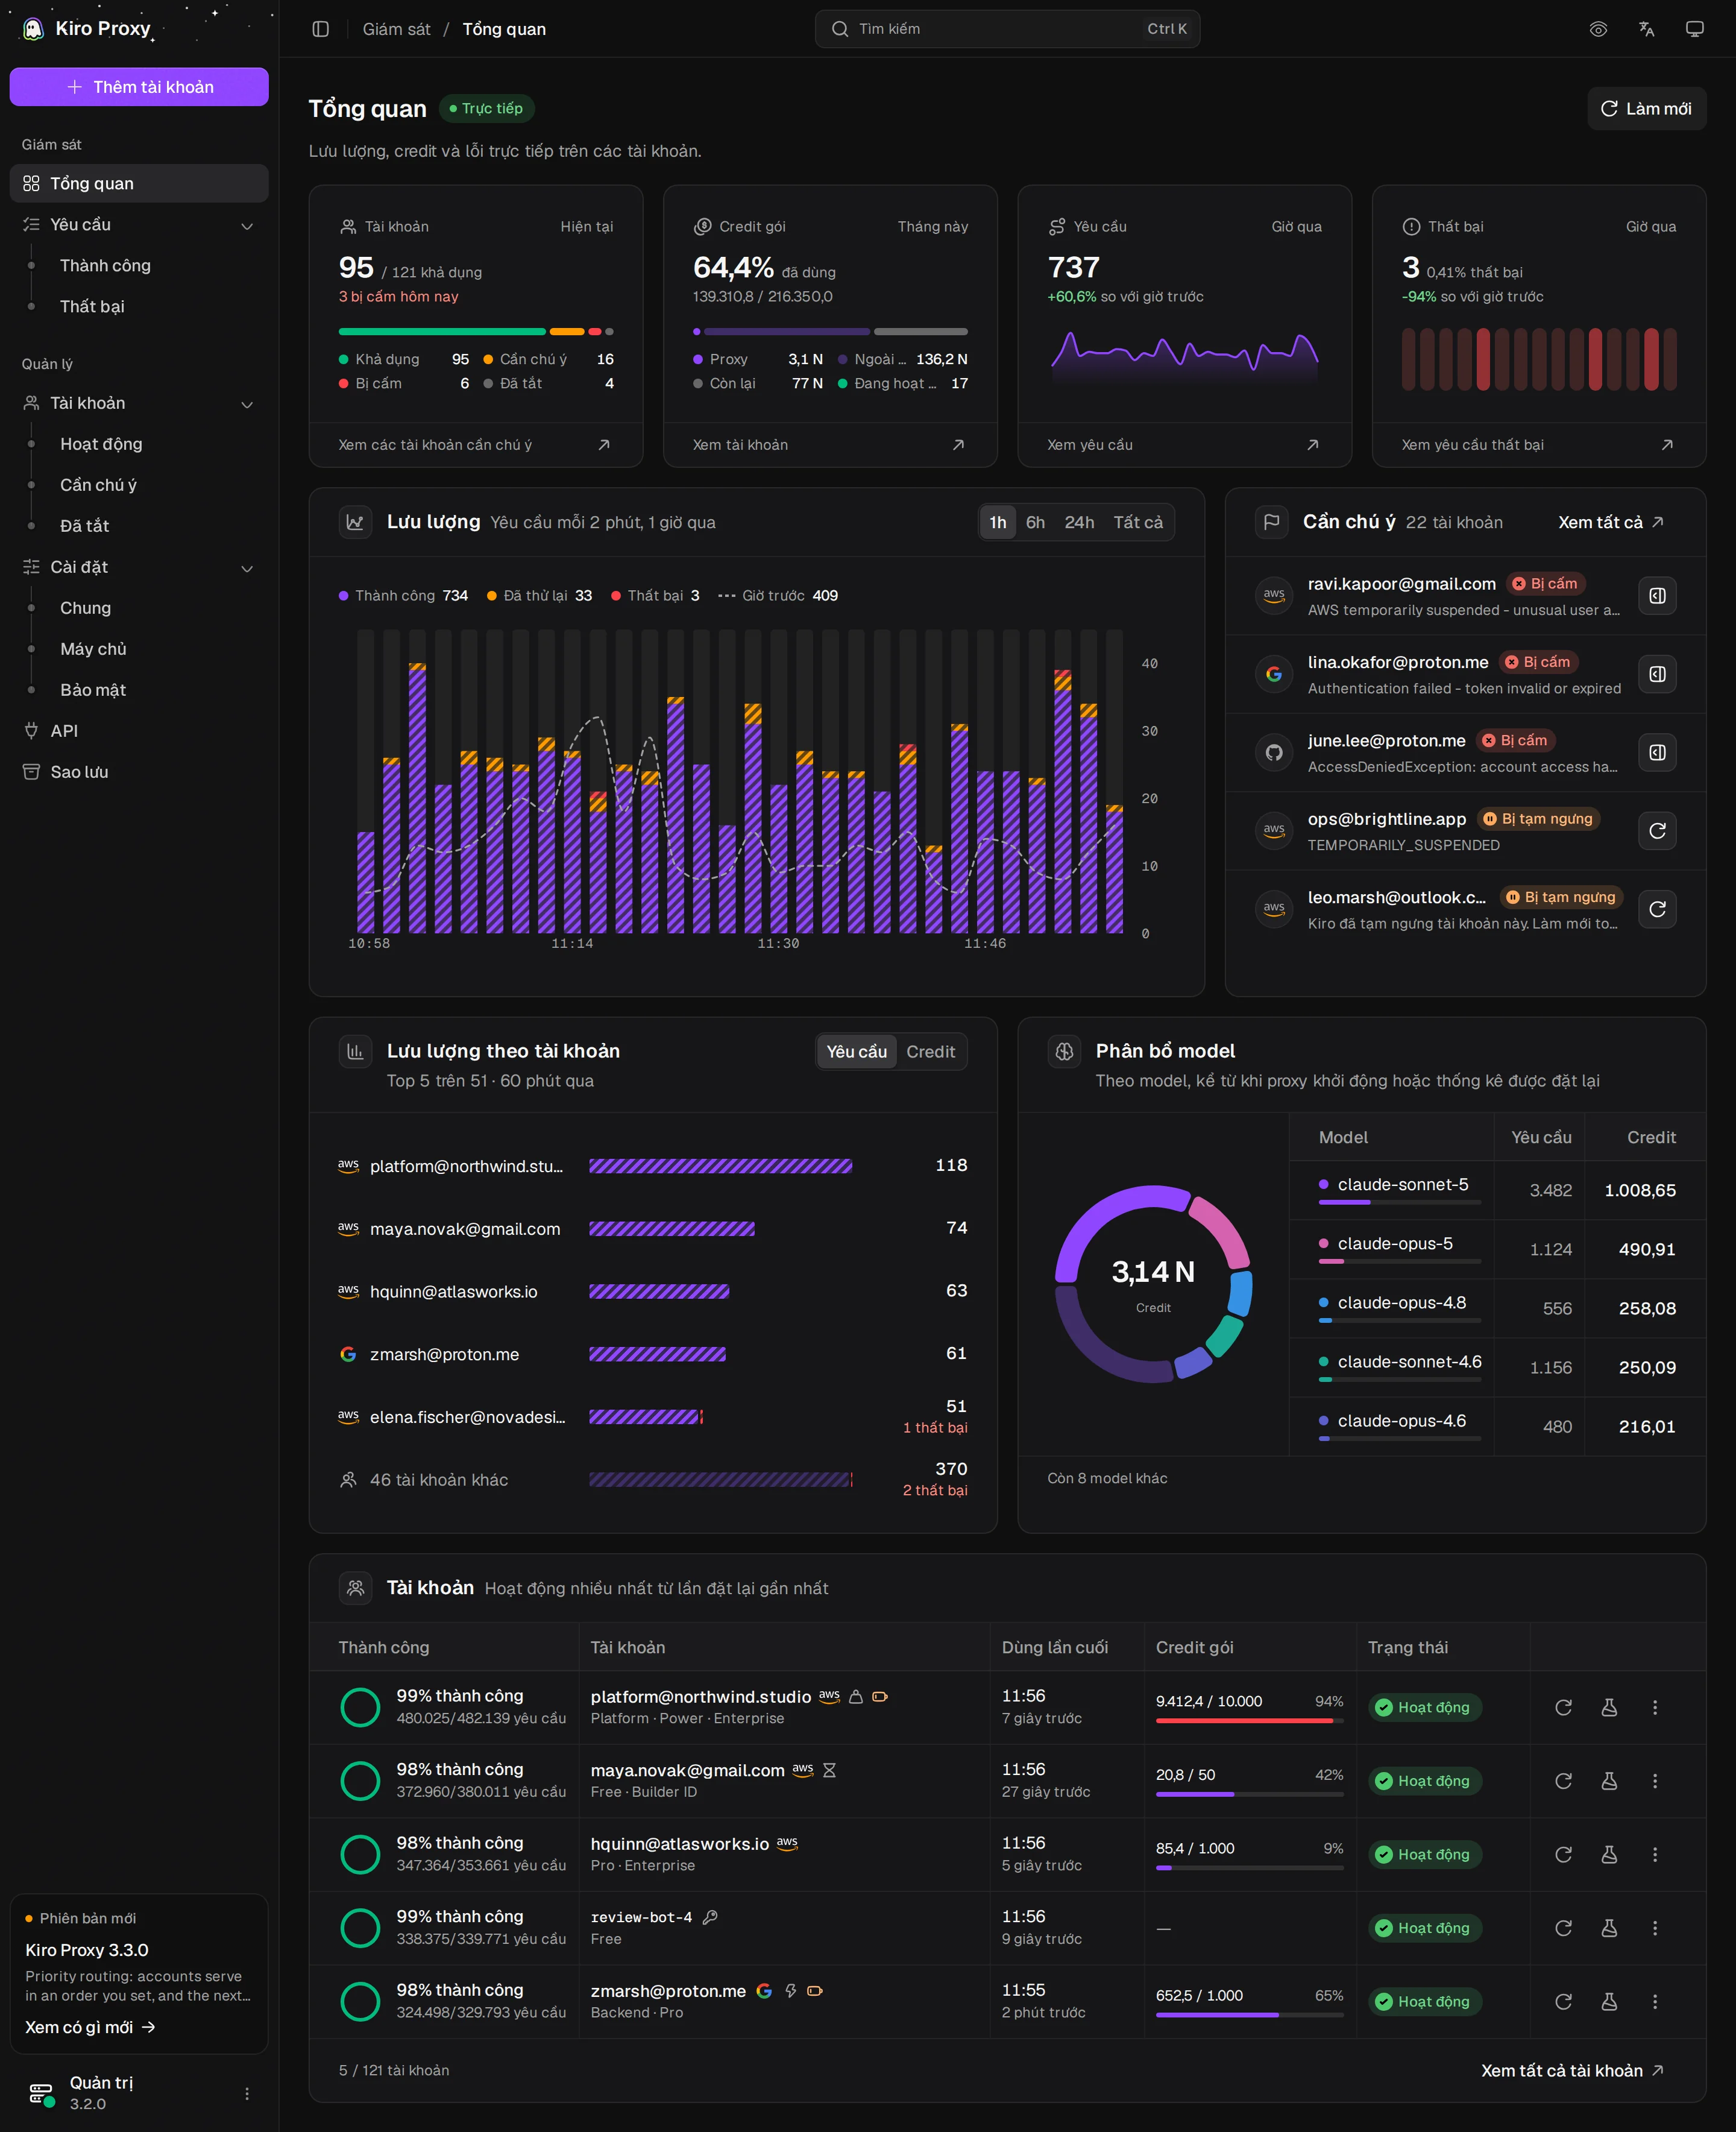 Kiro Proxy
Thêm tài khoản
Giám sát
Tổng quan
Yêu cầu
Thành công
Thất bại
Quản lý
Tài khoản
Hoạt động
Cần chú ý
Đã tắt
Cài đặt
Chung
Máy chủ
Bảo mật
API
Sao lưu
Phiên bản mới
Kiro Proxy 3.3.0
Priority routing: accounts serve
in an order you set, and the next...
Xem có gì mới
Quản trị
3.2.0
Giám sát / Tổng quan
Tìm kiếm
Ctrl K
Tổng quan
Trực tiếp
Làm mới
Lưu lượng, credit và lỗi trực tiếp trên các tài khoản.
Tài khoản Hiện tại
95 / 121 khả dụng
3 bị cấm hôm nay
Khả dụng 95 Cần chú ý 16
Bị cấm 6 Đã tắt 4
Xem các tài khoản cần chú ý
Credit gói Tháng này
64,4% đã dùng
139.310,8 / 216.350,0
Proxy 3,1 N Ngoài ... 136,2 N
Còn lại 77 N Đang hoạt ... 17
Xem tài khoản
Yêu cầu Giờ qua
737
+60,6% so với giờ trước
Xem yêu cầu
Thất bại Giờ qua
3 0,41% thất bại
-94% so với giờ trước
Xem yêu cầu thất bại
Lưu lượng Yêu cầu mỗi 2 phút, 1 giờ qua
1h 6h 24h Tất cả
Thành công 734 Đã thử lại 33 Thất bại 3 Giờ trước 409
40
30
20
10
0
10:58 11:14 11:30 11:46
Cần chú ý 22 tài khoản Xem tất cả
aws ravi.kapoor@gmail.com Bị cấm
AWS temporarily suspended - unusual user a...
lina.okafor@proton.me Bị cấm
Authentication failed - token invalid or expired
june.lee@proton.me Bị cấm
AccessDeniedException: account access ha...
aws ops@brightline.app Bị tạm ngưng
TEMPORARILY_SUSPENDED
aws leo.marsh@outlook.c... Bị tạm ngưng
Kiro đã tạm ngưng tài khoản này. Làm mới to...
Lưu lượng theo tài khoản
Top 5 trên 51 · 60 phút qua
Yêu cầu Credit
aws platform@northwind.stu... 118
aws maya.novak@gmail.com 74
aws hquinn@atlasworks.io 63
zmarsh@proton.me 61
aws elena.fischer@novadesi... 51
1 thất bại
46 tài khoản khác 370
2 thất bại
Phân bổ model
Theo model, kể từ khi proxy khởi động hoặc thống kê được đặt lại
3,14 N
Credit
Model Yêu cầu Credit
claude-sonnet-5 3.482 1.008,65
claude-opus-5 1.124 490,91
claude-opus-4.8 556 258,08
claude-sonnet-4.6 1.156 250,09
claude-opus-4.6 480 216,01
Còn 8 model khác
Tài khoản Hoạt động nhiều nhất từ lần đặt lại gần nhất
Thành công Tài khoản Dùng lần cuối Credit gói Trạng thái
99% thành công platform@northwind.studio aws 11:56 9.412,4 / 10.000 94% Hoạt động
480.025/482.139 yêu cầu Platform · Power · Enterprise 7 giây trước
98% thành công maya.novak@gmail.com aws 11:56 20,8 / 50 42% Hoạt động
372.960/380.011 yêu cầu Free · Builder ID 27 giây trước
98% thành công hquinn@atlasworks.io aws 11:56 85,4 / 1.000 9% Hoạt động
347.364/353.661 yêu cầu Pro · Enterprise 5 giây trước
99% thành công review-bot-4 11:56 — Hoạt động
338.375/339.771 yêu cầu Free 9 giây trước
98% thành công zmarsh@proton.me 11:55 652,5 / 1.000 65% Hoạt động
324.498/329.793 yêu cầu Backend · Pro 2 phút trước
5 / 121 tài khoản
Xem tất cả tài khoản